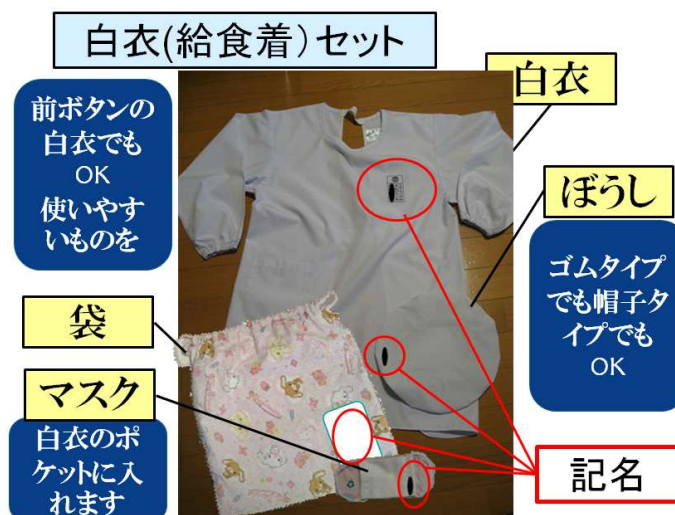 白衣(給食着)セット
白衣
前ボタンの
白衣でも
OK
使いやす
いものを
ぼうし
ゴムタイプ
でも帽子タ
イプでも
OK
袋
マスク
白衣のポ
ケットに入
れます
記名